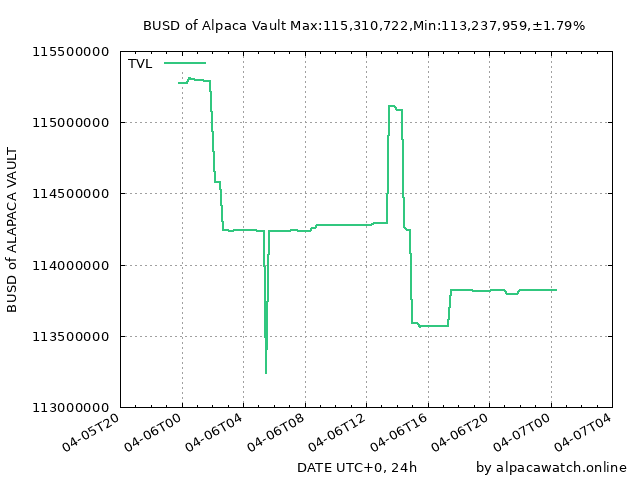 BUSD of Alpaca Vault Max:115,310,722,Min:113,237,959,±1.79%
TVL
115500000
115000000
114500000
114000000
113500000
113000000
BUSD of ALAPACA VAULT
04-05T20
04-06T00
04-06T04
04-06T08
04-06T12
04-06T16
04-06T20
04-07T00
04-07T04
DATE UTC+0, 24h
by alpacawatch.online